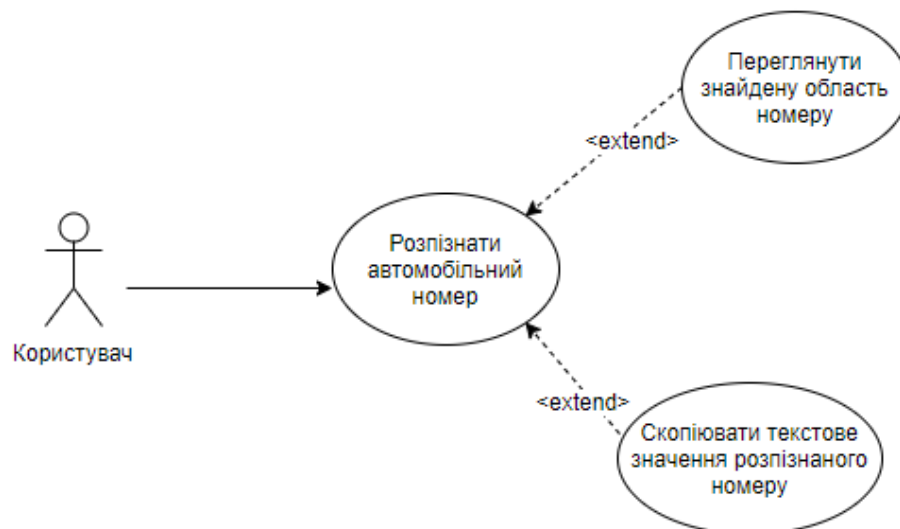 Переглянути
знайдену область
номеру
<extend>
Розпізнати
автомобільний
номер
Користувач
<extend>
Скопіювати текстове
значення розпізнаного
номеру